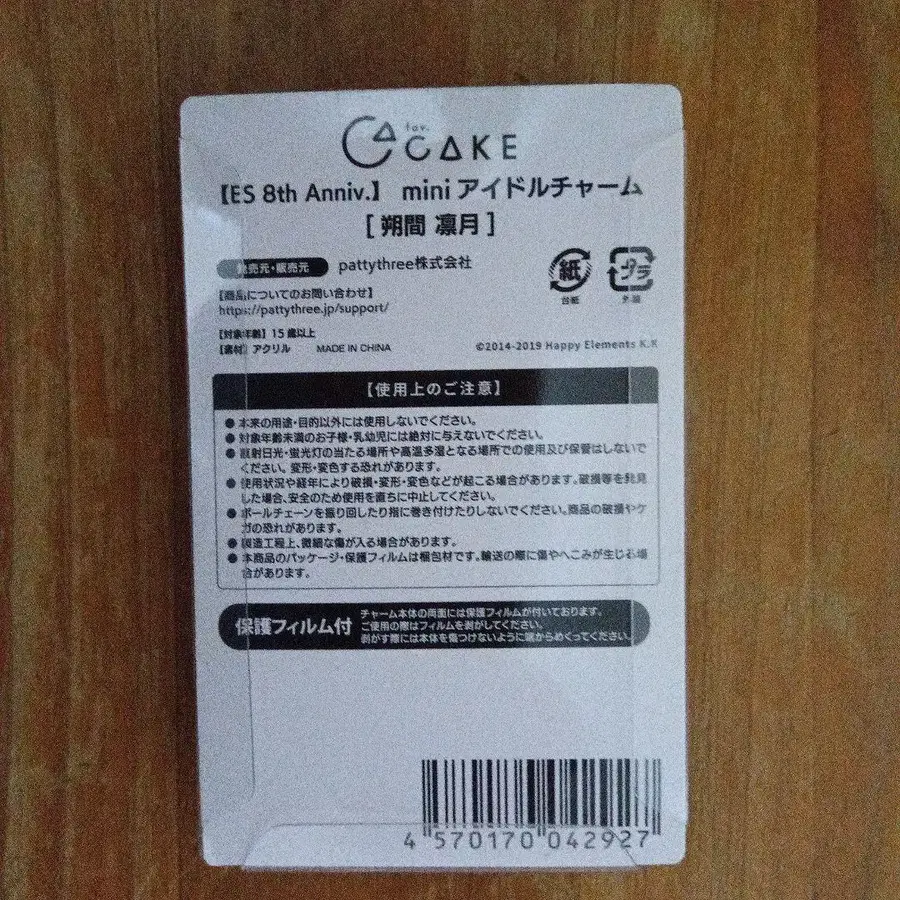 fav.
CAKE
【ES 8th Anniv.】 mini アイドルチャーム
[ 朔間 凛月 ]
発売元・販売元 pattythree株式会社
紙
台紙
プラ
外袋
【商品についてのお問い合わせ】
https://pattythree.jp/support/
【対象年齢】15歳以上
【素材】アクリル MADE IN CHINA
©2014-2019 Happy Elements K.K
【使用上のご注意】
●本来の用途・目的以外には使用しないでください。
●対象年齢未満のお子様・乳幼児には絶対に与えないでください。
●直射日光・蛍光灯の当たる場所や高温多湿となる場所での使用及び保管はしないで
ください。変形・変色する恐れがあります。
●使用状況や経年により破損・変形・変色などが起こる場合があります。破損等を発見
した場合、安全のため使用を直ちに中止してください。
●ボールチェーンを振り回したり指に巻き付けたりしないでください。商品の破損やケ
ガの恐れがあります。
●製造工程上、微細な傷が入る場合があります。
●本商品のパッケージ・保護フィルムは梱包材です。輸送の際に傷やへこみが生じる場
合があります。
保護フィルム付
チャーム本体の両面には保護フィルムが付いております。
ご使用の際はフィルムを剥がしてください。
剥がす際には本体を傷つけないように端からめくってください。
4 570170 042927